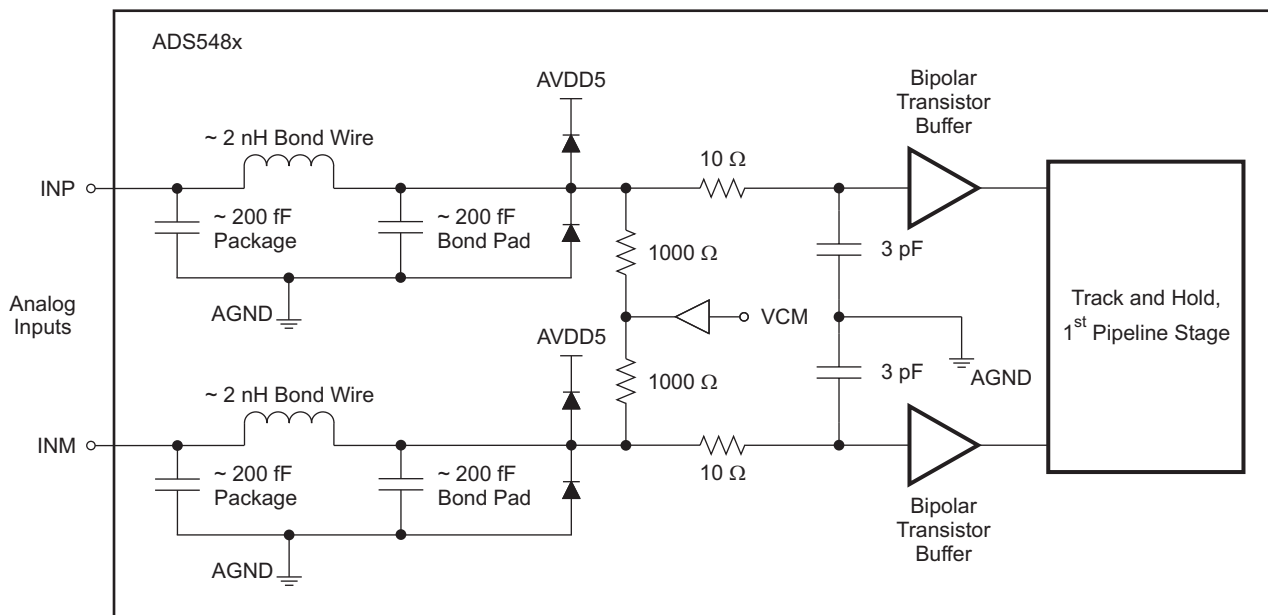 ADS548x
AVDD5
Bipolar
Transistor
Buffer
~ 2 nH Bond Wire
10 Ω
INP
~ 200 fF
Package
~ 200 fF
Bond Pad
1000 Ω
3 pF
Analog
Inputs
AGND
VCM
Track and Hold,
1st Pipeline Stage
AVDD5
1000 Ω
3 pF
AGND
~ 2 nH Bond Wire
INM
~ 200 fF
Package
~ 200 fF
Bond Pad
10 Ω
Bipolar
Transistor
Buffer
AGND